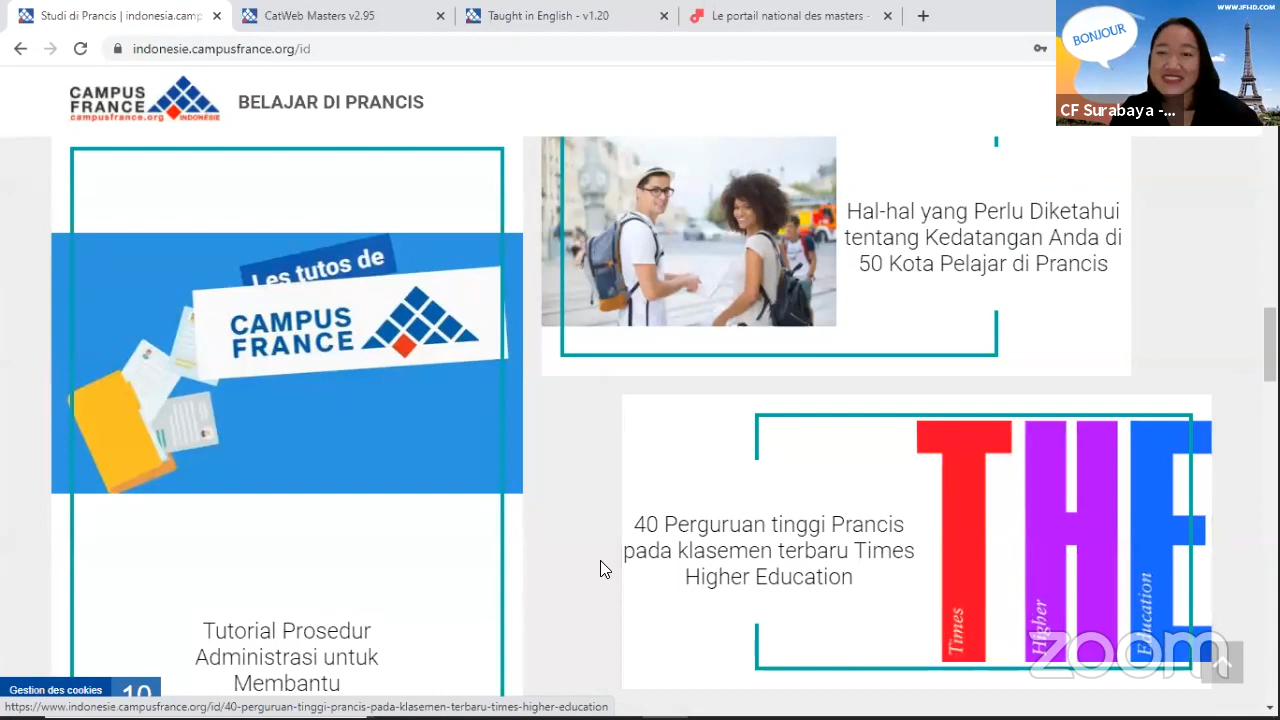 Studi di Prancis | indonesia.camp
CatWeb Masters v2.95
Taught in English - v1.20
Le portail national des masters -
indonesie.campusfrance.org/id
WWW.IFHD.COM
BONJOUR
CF Surabaya -...
CAMPUS
FRANCE
campusfrance.org
INDONÉSIE
BELAJAR DI PRANCIS
Les tutos de
CAMPUS
FRANCE
Hal-hal yang Perlu Diketahui
tentang Kedatangan Anda di
50 Kota Pelajar di Prancis
40 Perguruan tinggi Prancis
pada klasemen terbaru Times
Higher Education
THE
Times
Higher
Education
Tutorial Prosedur
Administrasi untuk
Membantu
zoom
Gestion des cookies
10
https://www.indonesie.campusfrance.org/id/40-perguruan-tinggi-prancis-pada-klasemen-terbaru-times-higher-education